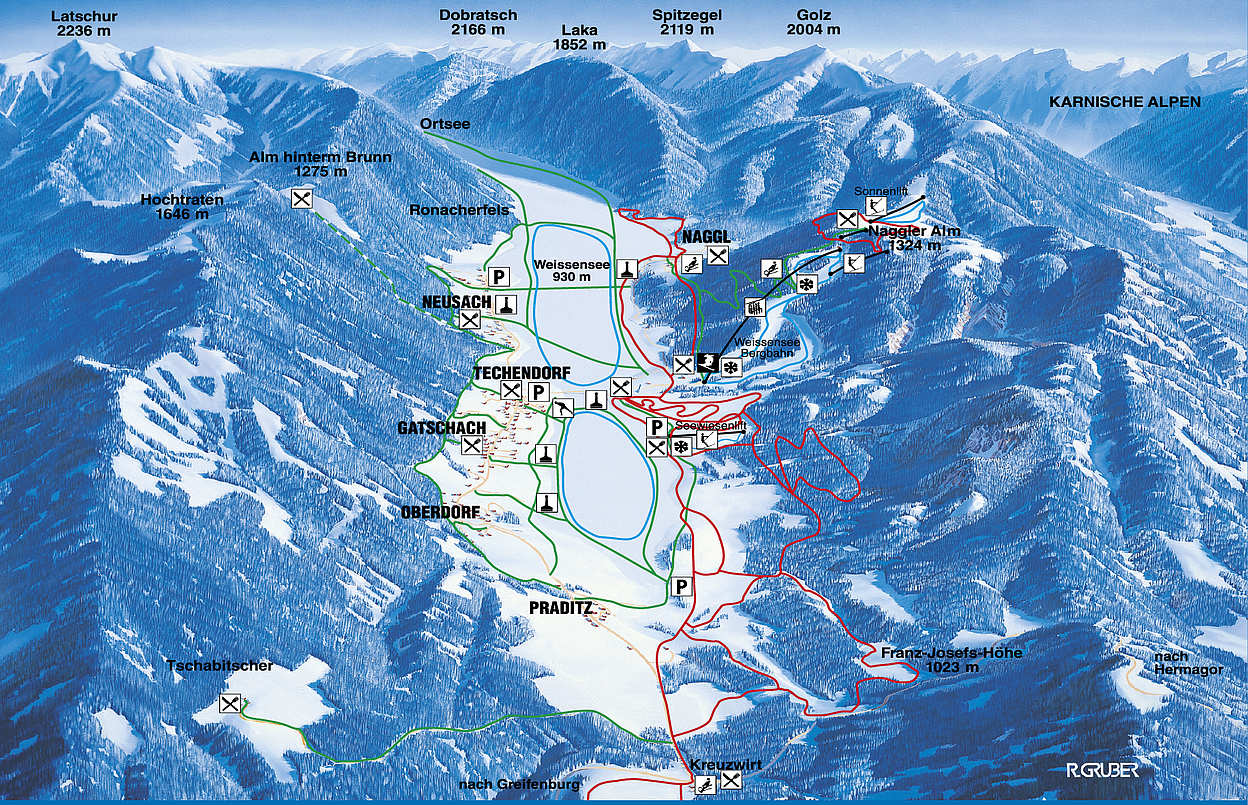 Latschur
2236 m
Dobratsch
2166 m
Laka
1852 m
Spitzegel
2119 m
Golz
2004 m
KARNISCHE ALPEN
Ortsee
Alm hinterm Brunn
1275 m
Hochtraten
1646 m
Ronacherfels
Sonnenlift
NAGGL
Naggler Alm
1324 m
Weissensee
930 m
P
NEUSACH
Weissensee
Bergbahn
TECHENDORF
P
GATSCHACH
P
Seewiesenlift
OBERDORF
P
PRADITZ
Franz-Josefs-Höhe
1023 m
nach
Hermagor
Tschabitscher
Kreuzwirt
nach Greifenburg
R.GRUBER